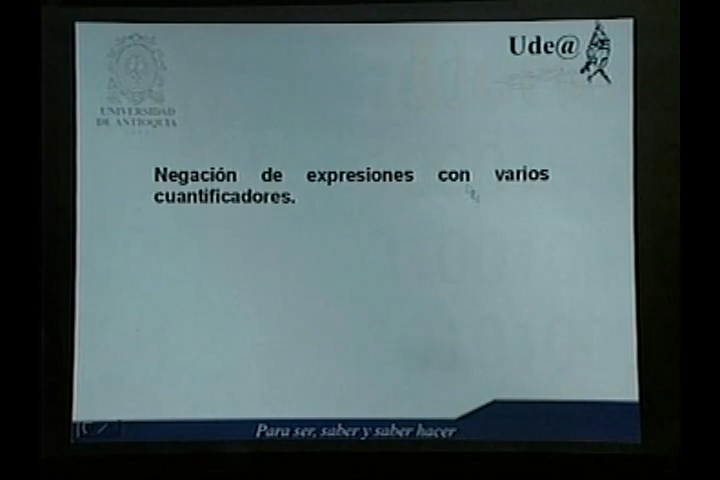 Ude@
UNIVERSIDAD
DE ANTIOQUIA
Negación de expresiones con varios
cuantificadores.
Para ser, saber y saber hacer